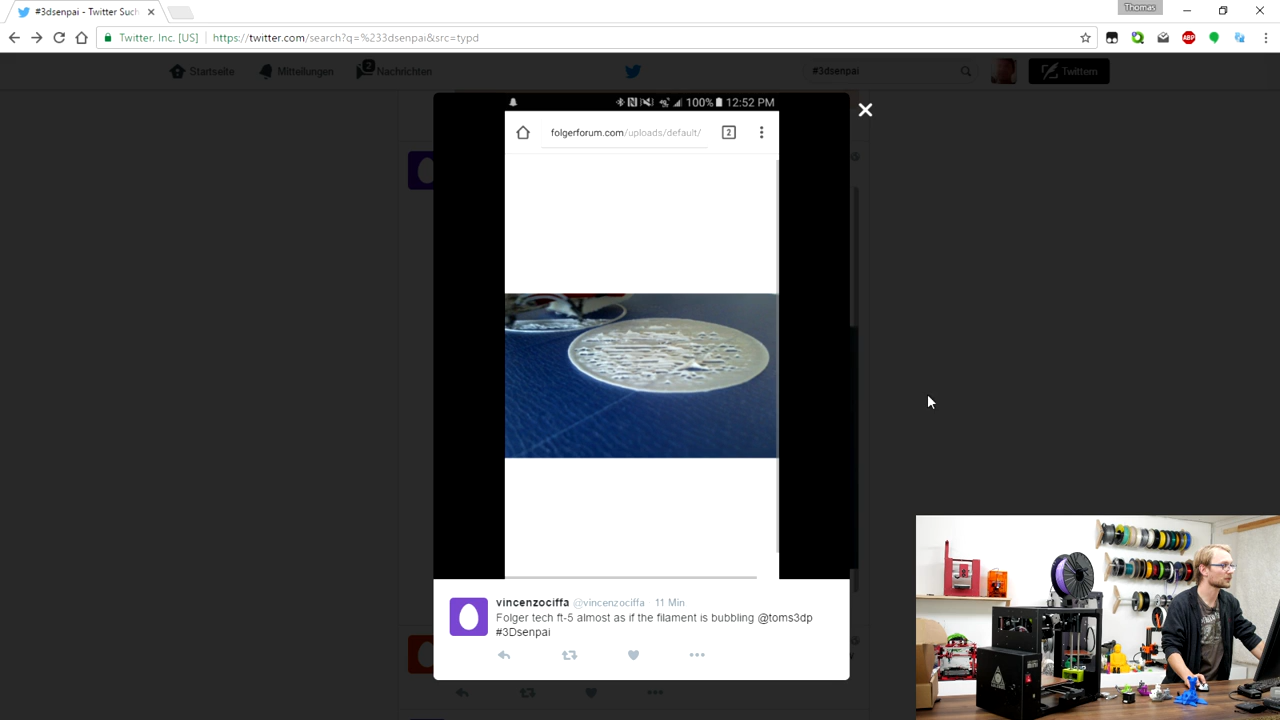 #3dsenpai - Twitter Such
Thomas
Twitter, Inc. [US]
https://twitter.com/search?q=%233dsenpai&src=typd
ABP
Startseite
Mitteilungen
2
Nachrichten
#3dsenpai
Twittern
100%
12:52 PM
folgerforum.com/uploads/default/
2
vincenzociffa @vincenzociffa 11 Min
Folger tech ft-5 almost as if the filament is bubbling @toms3dp
#3Dsenpai